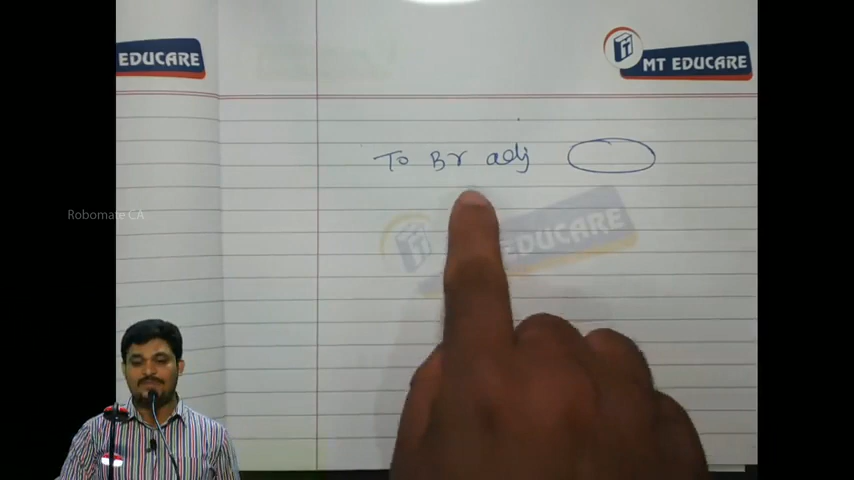 EDUCARE
MT EDUCARE
To Br adj
EDUCARE
Robomate CA